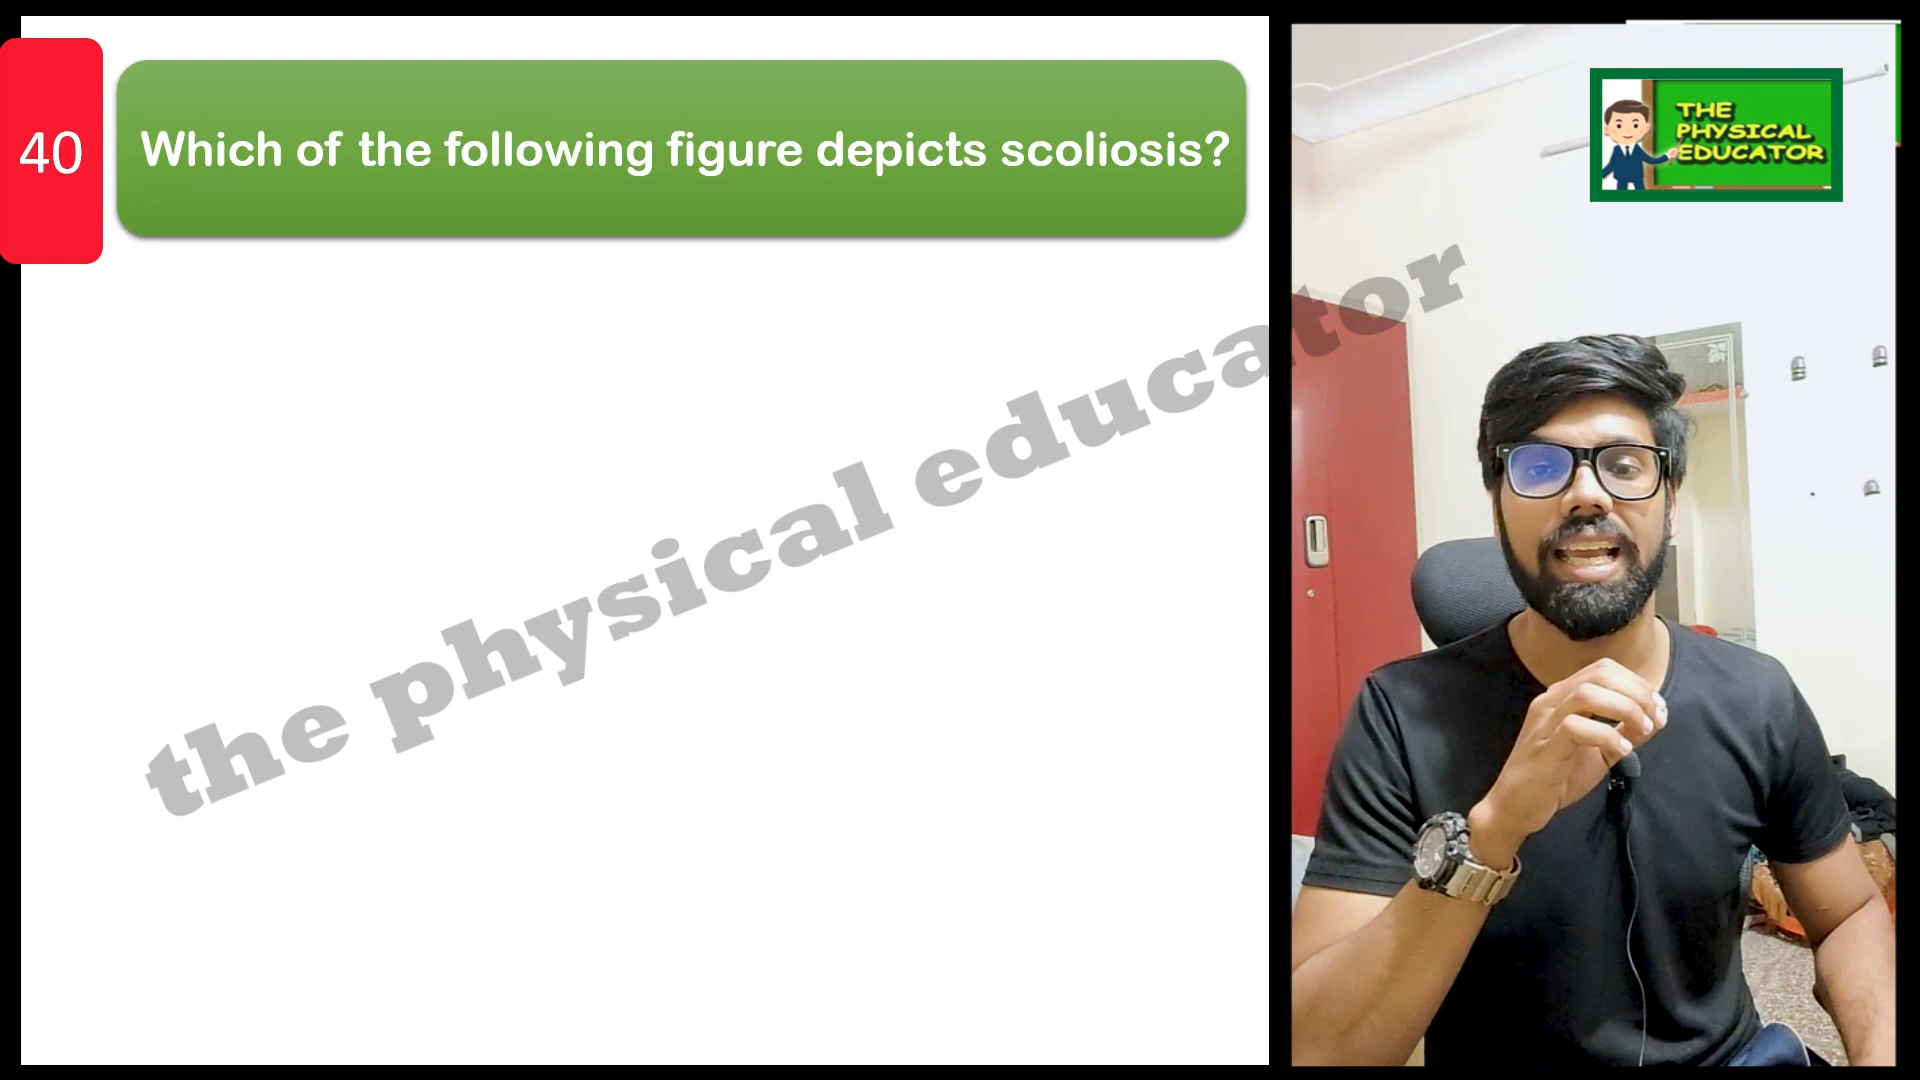 40
Which of the following figure depicts scoliosis?
THE
PHYSICAL
EDUCATOR
the physical educator